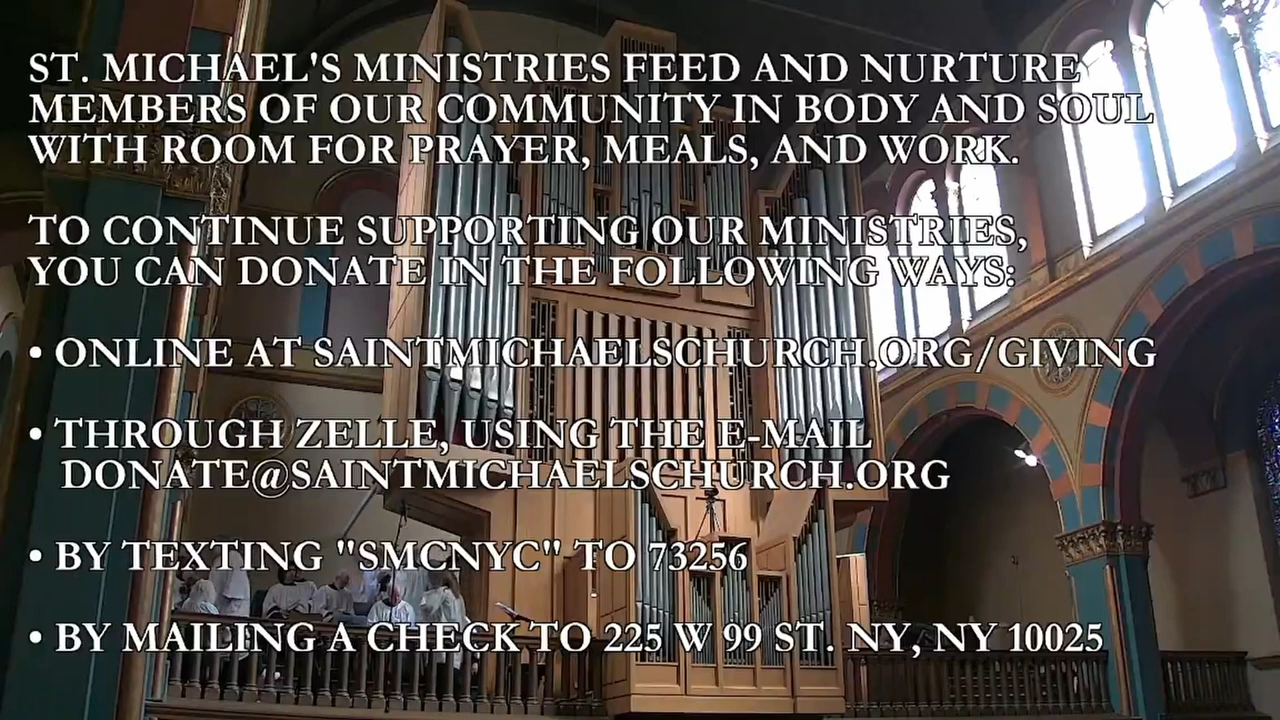 ST. MICHAEL'S MINISTRIES FEED AND NURTURE
MEMBERS OF OUR COMMUNITY IN BODY AND SOUL
WITH ROOM FOR PRAYER, MEALS, AND WORK.
TO CONTINUE SUPPORTING OUR MINISTRIES,
YOU CAN DONATE IN THE FOLLOWING WAYS:
• ONLINE AT SAINTMICHAELSCHURCH.ORG/GIVING
• THROUGH ZELLE, USING THE E-MAIL
DONATE@SAINTMICHAELSCHURCH.ORG
• BY TEXTING "SMCNYC" TO 73256
• BY MAILING A CHECK TO 225 W 99 ST. NY, NY 10025